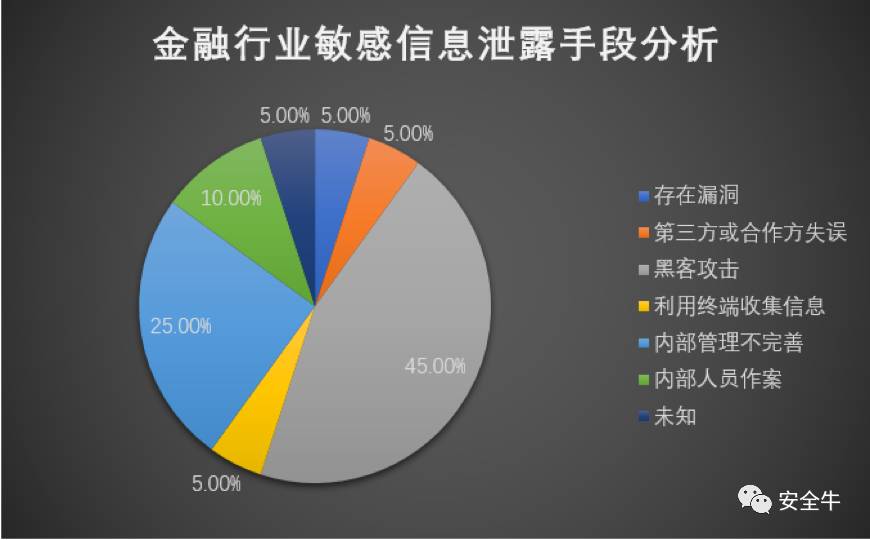 金融行业敏感信息泄露手段分析
5.00%
5.00%
5.00%
10.00%
25.00%
45.00%
5.00%
存在漏洞
第三方或合作方失误
黑客攻击
利用终端收集信息
内部管理不完善
内部人员作案
未知
安全牛